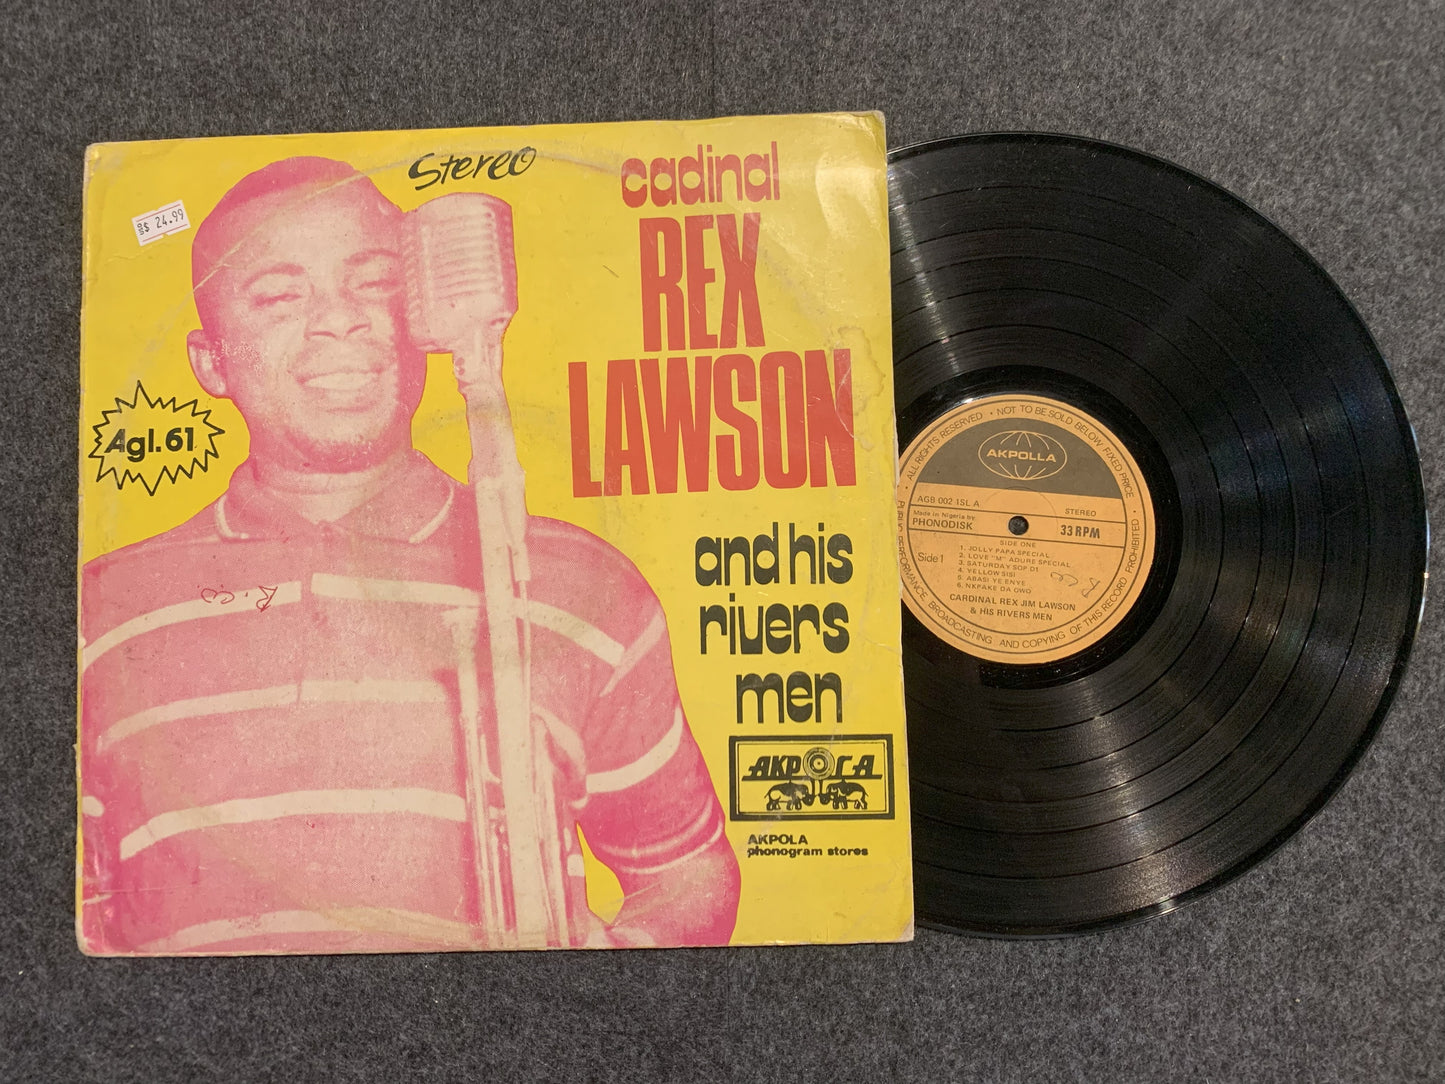 Stereo
$ 24.99
cadinal
REX
LAWSON
Agl.61
and his
rivers
men
AKPOLA
AKPOLA
phonogram stores
ALL RIGHTS RESERVED • NOT TO BE SOLD BELOW FIXED PRICE •
PUBLIC PERFORMANCE, BROADCASTING AND COPYING OF THIS RECORD PROHIBITED
AKPOLLA
AGB 002 1SL A
STEREO
Made in Nigeria by
PHONODISK
33RPM
SIDE ONE
Side 1
1. JOLLY PAPA SPECIAL
2. LOVE "M" ADURE SPECIAL
3. SATURDAY SOP D1
4. YELLOW SISI
5. ABASI YE ENYE
6. NKPAKE DA OWO
CARDINAL REX JIM LAWSON
& HIS RIVERS MEN